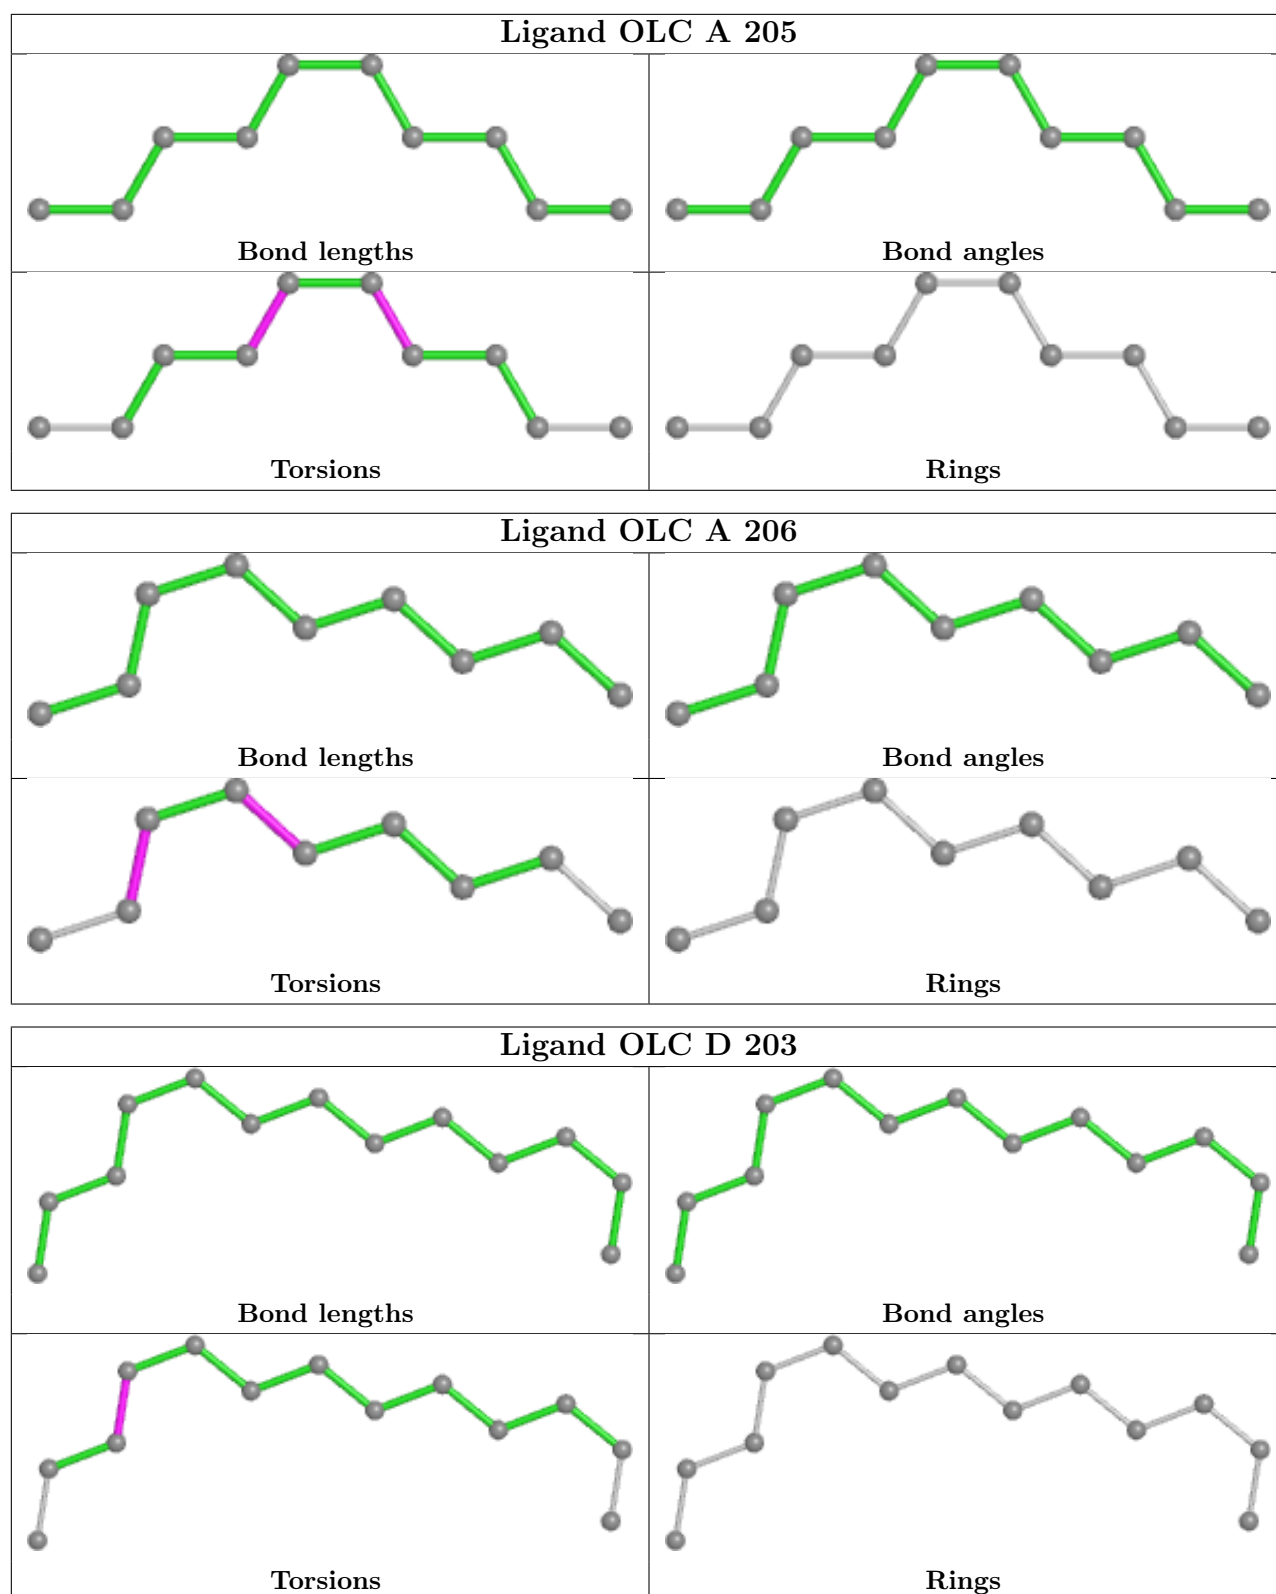 Ligand OLC A 205
Bond lengths
Bond angles
Torsions
Rings
Ligand OLC A 206
Bond lengths
Bond angles
Torsions
Rings
Ligand OLC D 203
Bond lengths
Bond angles
Torsions
Rings